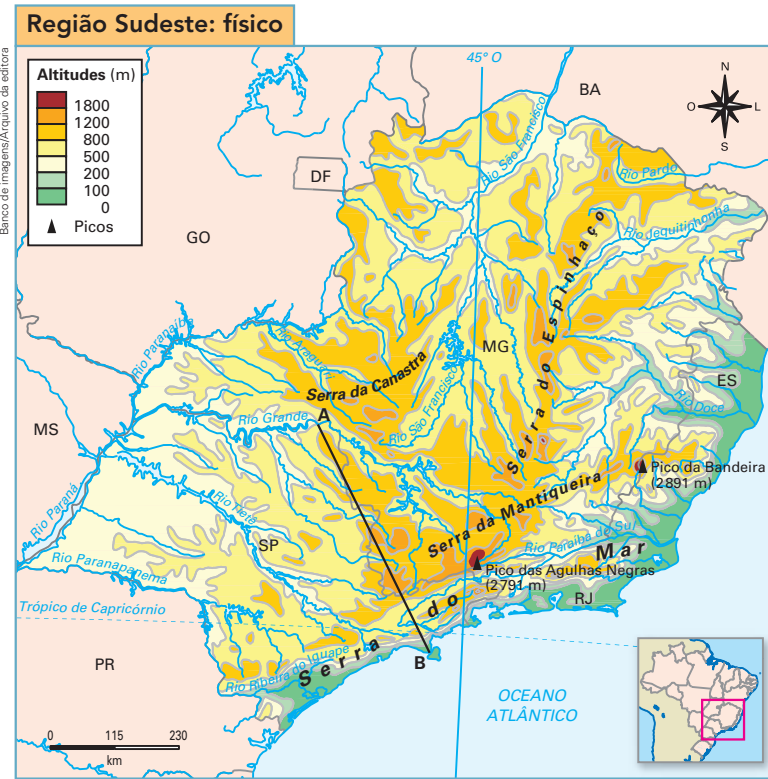 Região Sudeste: físico
Banco de imagens/Arquivo da editora
Altitudes (m)
1800
1200
800
500
200
100
0
Picos
45° O
BA
N
O
L
S
DF
GO
Rio São Francisco
Rio Pardo
Rio Jequitinhonha
Serra do Espinhaço
Rio Paranaíba
Rio Araguari
MG
Serra da Canastra
ES
Rio Doce
A
Rio Grande
Rio São Francisco
MS
Pico da Bandeira
(2891 m)
Serra da Mantiqueira
Rio Paraná
Rio Tietê
SP
Rio Paraíba do Sul
Rio Paranapanema
Pico das Agulhas Negras
(2791 m)
RJ
Trópico de Capricórnio
Serra do Mar
PR
Rio Ribeira do Iguape
B
OCEANO
ATLÂNTICO
0 115 230
km